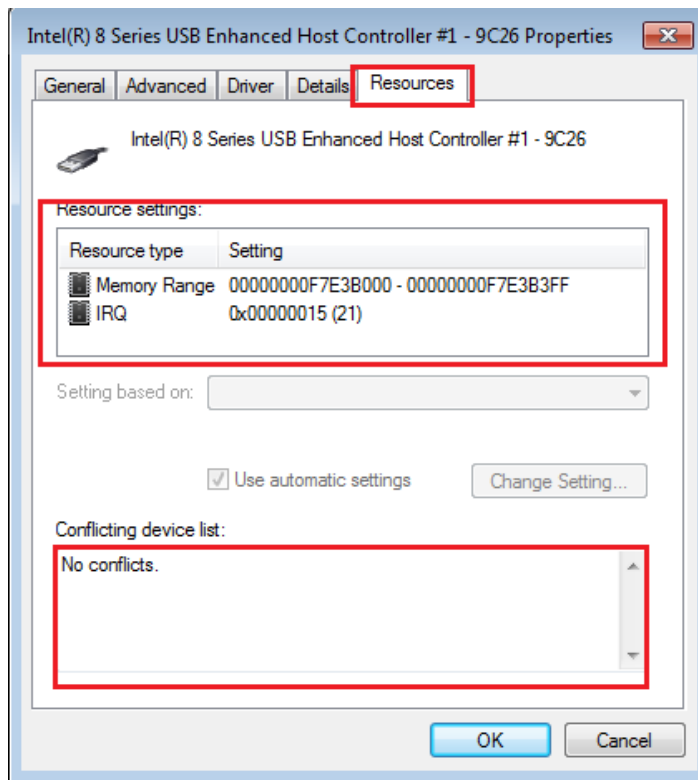 Intel(R) 8 Series USB Enhanced Host Controller #1 - 9C26 Properties
General Advanced Driver Details Resources
Intel(R) 8 Series USB Enhanced Host Controller #1 - 9C26
Resource settings:
Resource type Setting
Memory Range 00000000F7E3B000 - 00000000F7E3B3FF
IRQ 0x00000015 (21)
Setting based on:
Use automatic settings Change Setting...
Conflicting device list:
No conflicts.
OK Cancel